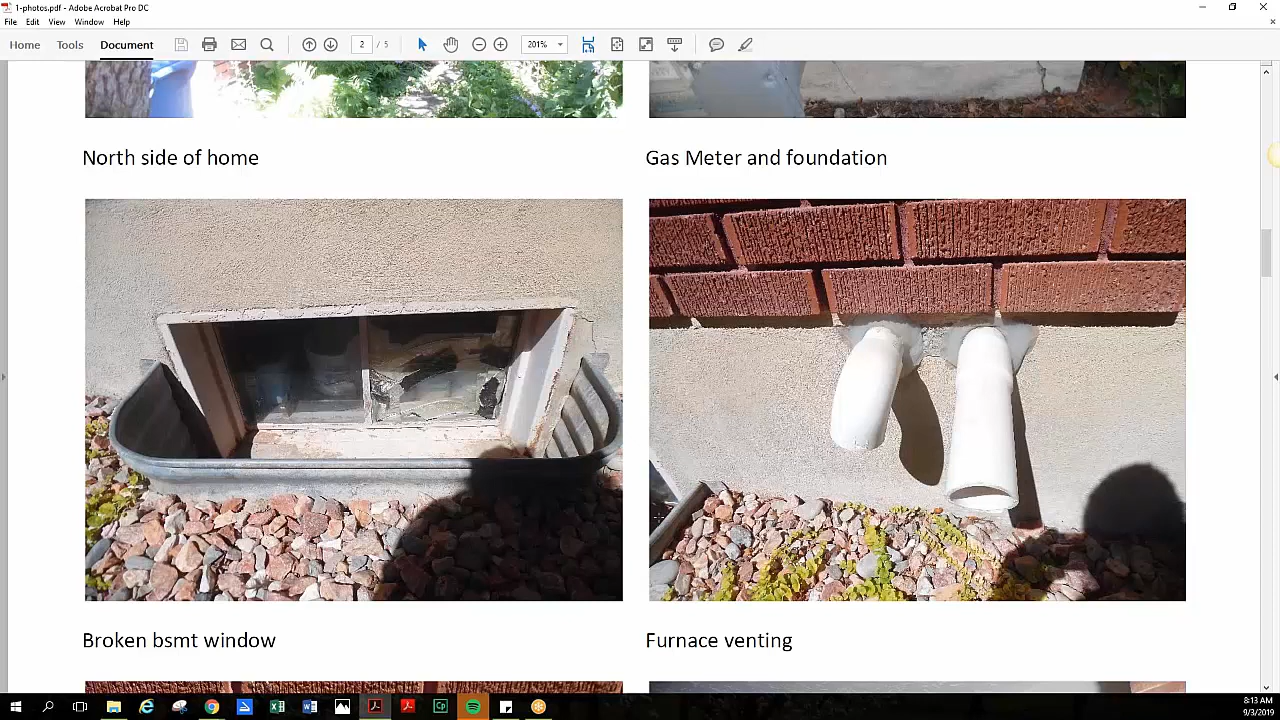 1-photos.pdf - Adobe Acrobat Pro DC
File Edit View Window Help
Home Tools Document 2 / 5 201%
North side of home
Gas Meter and foundation
Broken bsmt window
Furnace venting
8:13 AM
9/3/2019